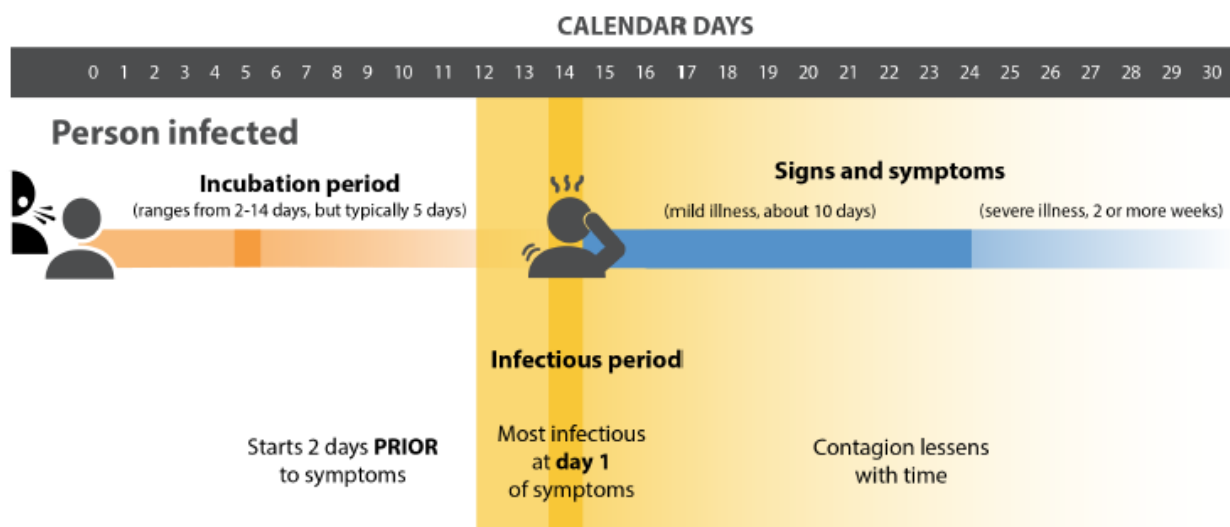 CALENDAR DAYS
0 1 2 3 4 5 6 7 8 9 10 11 12 13 14 15 16 17 18 19 20 21 22 23 24 25 26 27 28 29 30
Person infected
Incubation period
(ranges from 2-14 days, but typically 5 days)
Signs and symptoms
(mild illness, about 10 days)
(severe illness, 2 or more weeks)
Infectious period
Starts 2 days PRIOR
to symptoms
Most infectious
at day 1
of symptoms
Contagion lessens
with time